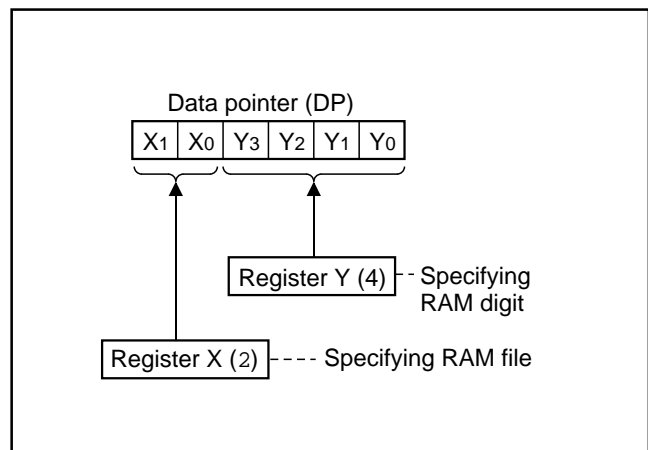 Data pointer (DP)
X1 X0 Y3 Y2 Y1 Y0
Register Y (4)
Specifying
RAM digit
Register X (2)
Specifying RAM file